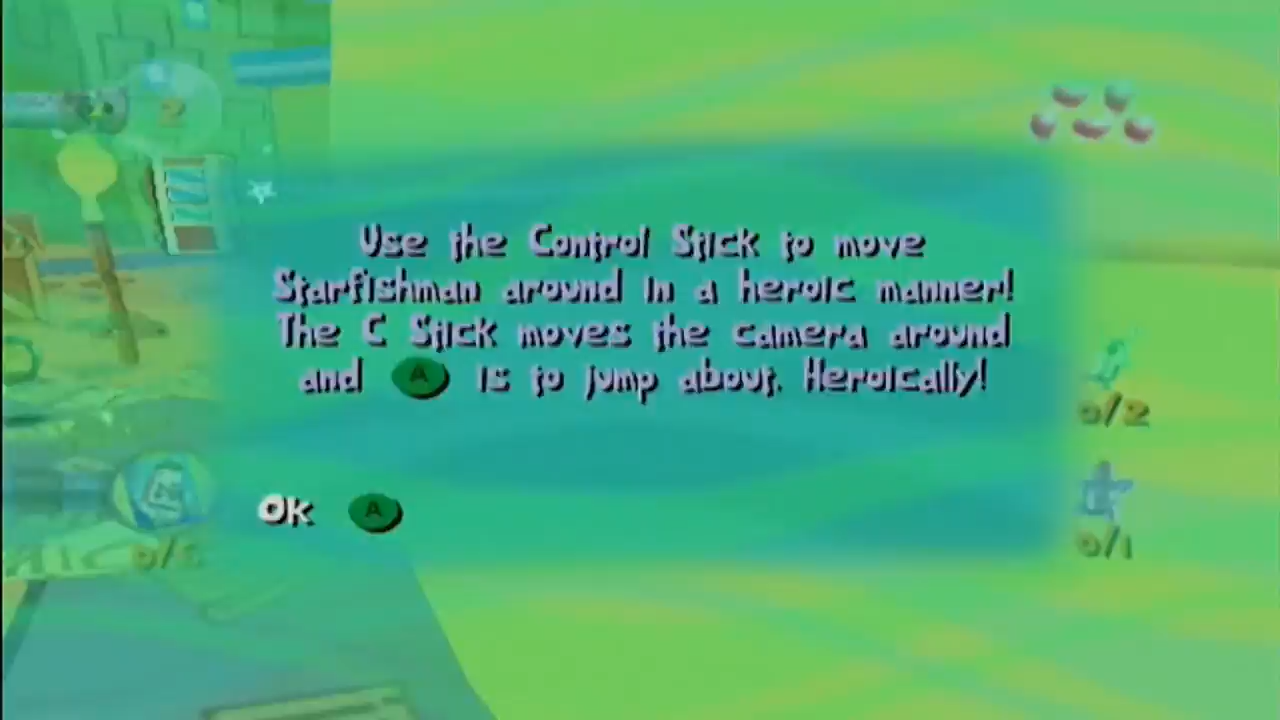 2
Use the Control Stick to move
Starfishman around in a heroic manner!
The C Stick moves the camera around
and A is to jump about. Heroically!
0/2
OK A
0/1